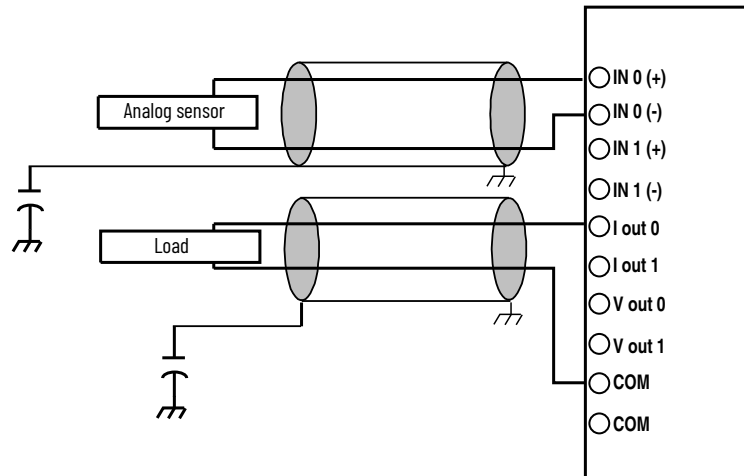 Analog sensor
Load
IN 0 (+)
IN 0 (-)
IN 1 (+)
IN 1 (-)
I out 0
I out 1
V out 0
V out 1
COM
COM